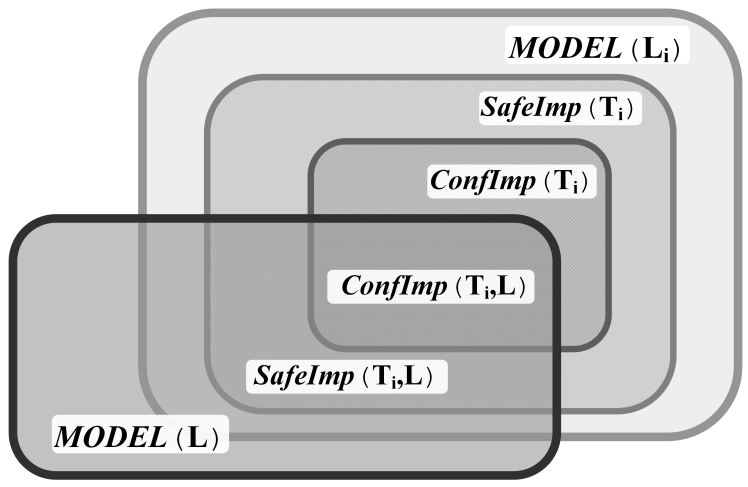 MODEL (Lᵢ)
SafeImp (Tᵢ)
ConfImp (Tᵢ)
ConfImp (Tᵢ,L)
SafeImp (Tᵢ,L)
MODEL (L)